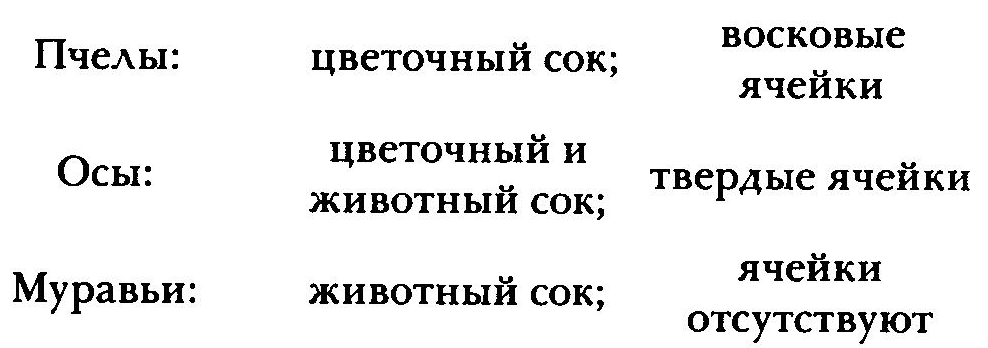 Пчелы: цветочный сок; восковые
ячейки
Осы: цветочный и
животный сок; твердые ячейки
Муравьи: животный сок; ячейки
отсутствуют